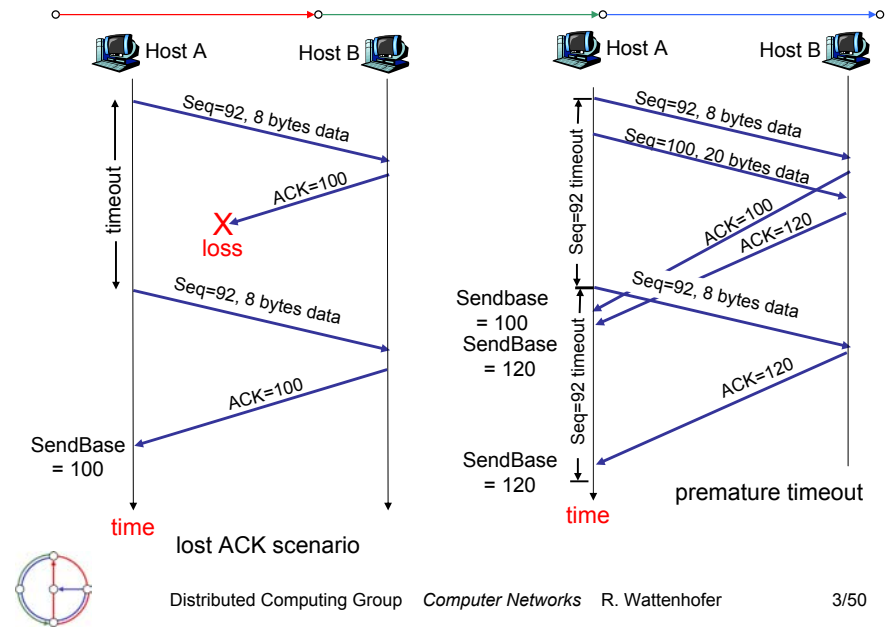 Host A
Host B
Seq=92, 8 bytes data
timeout
ACK=100
X
loss
Seq=92, 8 bytes data
ACK=100
SendBase
= 100
time
lost ACK scenario
Host A
Host B
Seq=92, 8 bytes data
Seq=100, 20 bytes data
Seq=92 timeout
ACK=100
ACK=120
Seq=92, 8 bytes data
Sendbase
= 100
SendBase
= 120
Seq=92 timeout
ACK=120
SendBase
= 120
premature timeout
time
Distributed Computing Group Computer Networks R. Wattenhofer 3/50